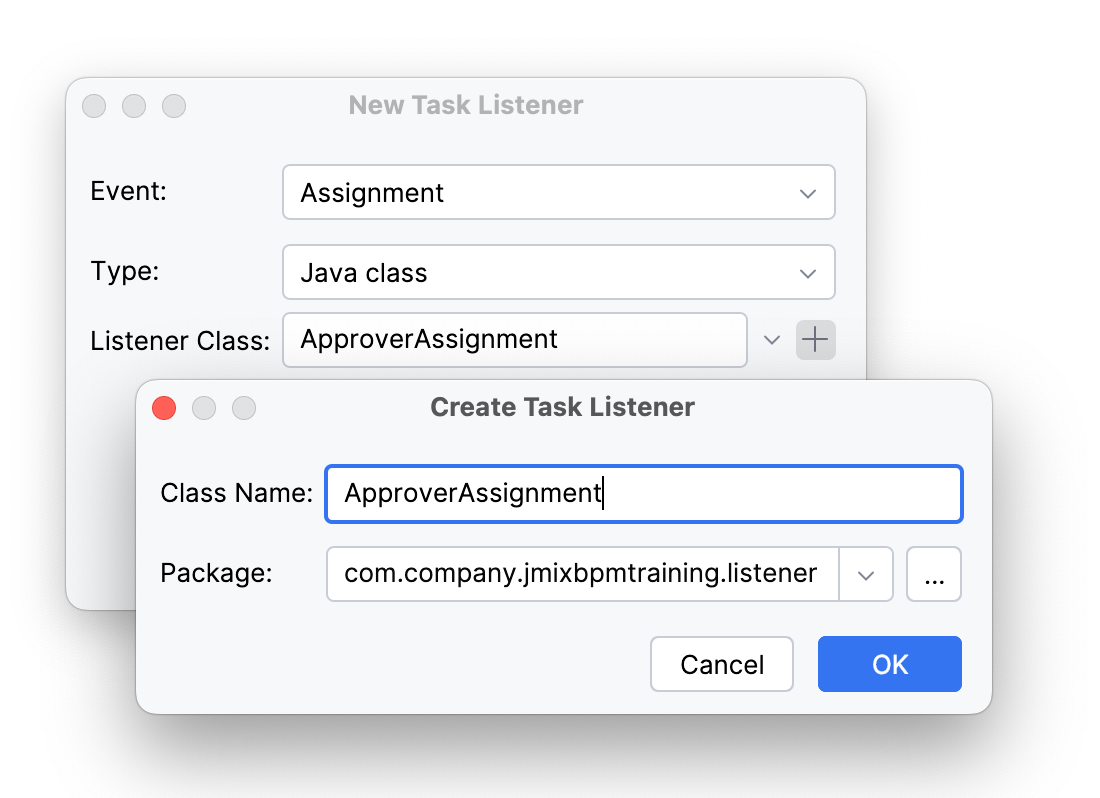 New Task Listener
Event: Assignment
Type: Java class
Listener Class: ApproverAssignment
Create Task Listener
Class Name: ApproverAssignment
Package: com.company.jmixbpmtraining.listener ...
Cancel OK